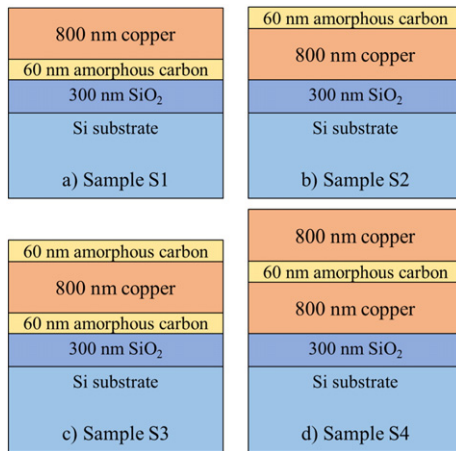 800 nm copper
60 nm amorphous carbon
300 nm SiO₂
Si substrate
a) Sample S1
60 nm amorphous carbon
800 nm copper
300 nm SiO₂
Si substrate
b) Sample S2
60 nm amorphous carbon
800 nm copper
60 nm amorphous carbon
300 nm SiO₂
Si substrate
c) Sample S3
800 nm copper
60 nm amorphous carbon
800 nm copper
300 nm SiO₂
Si substrate
d) Sample S4